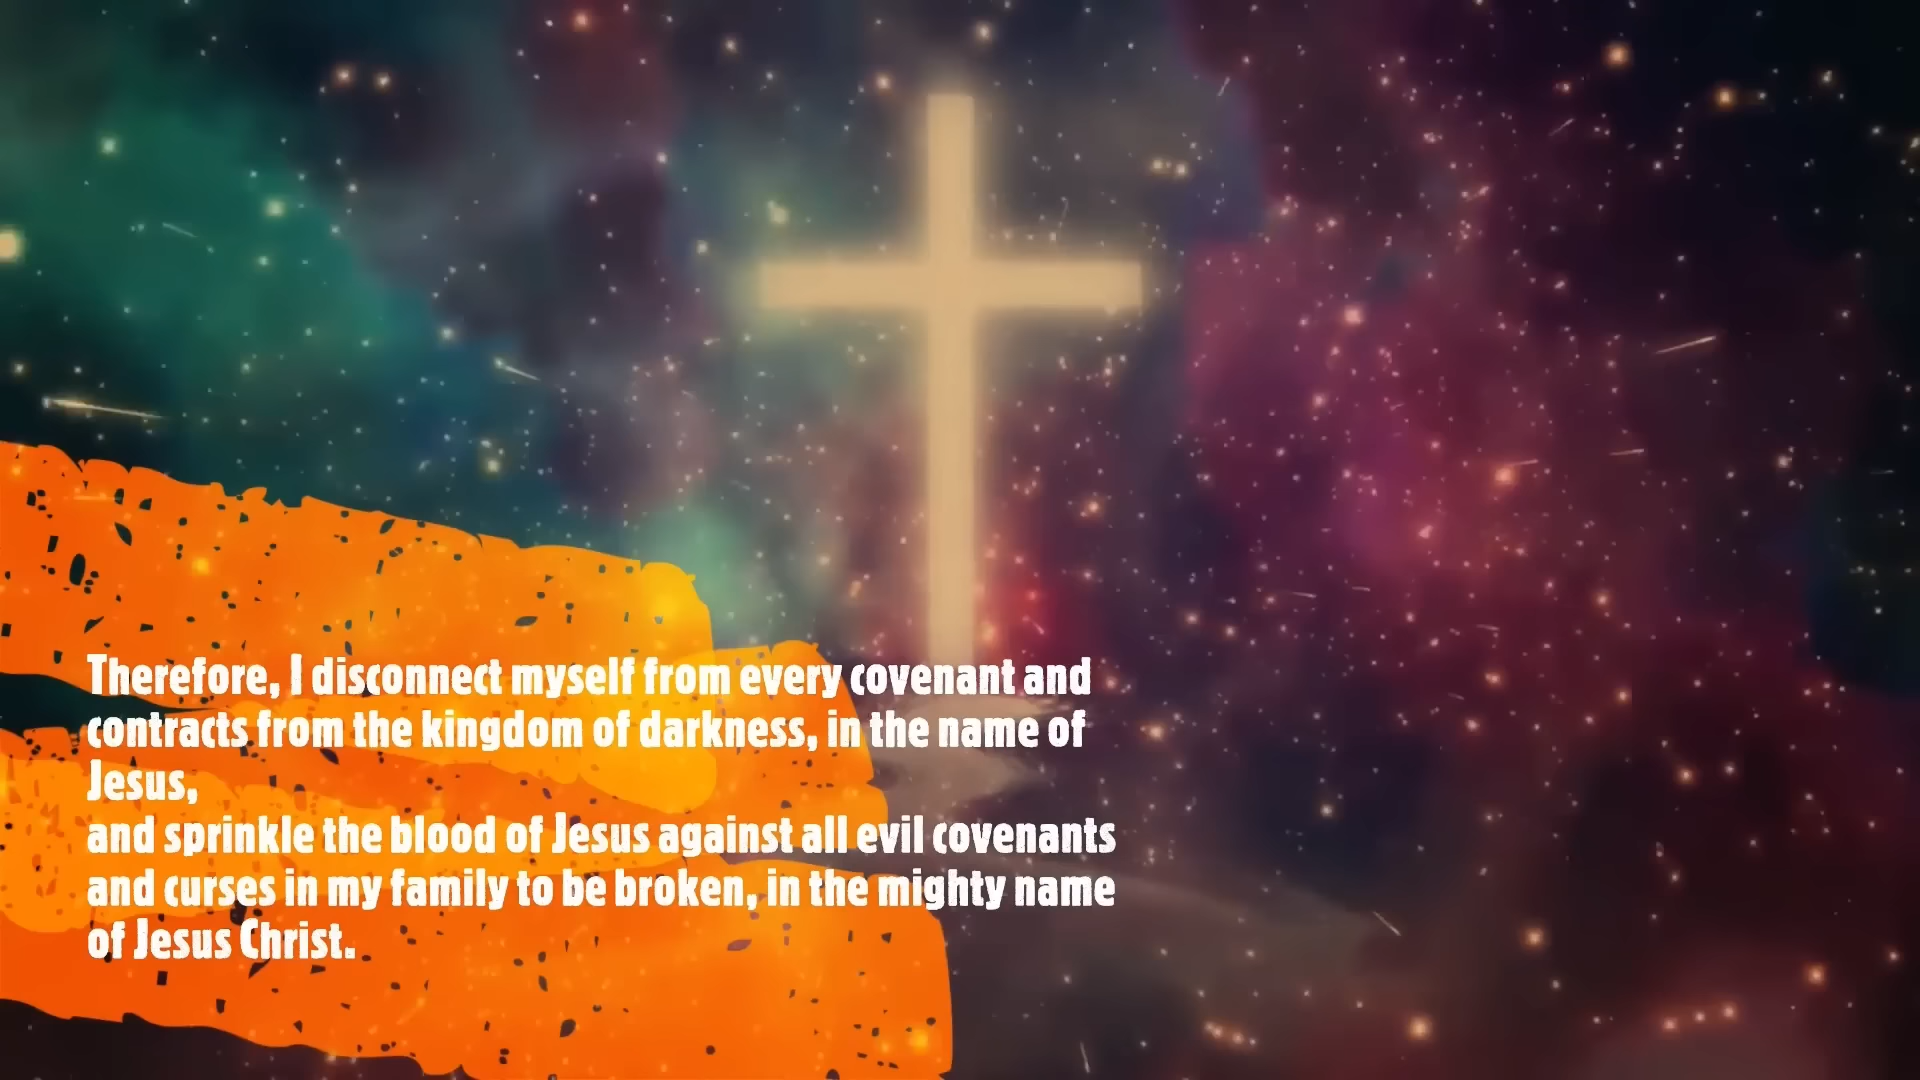 Therefore, I disconnect myself from every covenant and
contracts from the kingdom of darkness, in the name of
Jesus,
and sprinkle the blood of Jesus against all evil covenants
and curses in my family to be broken, in the mighty name
of Jesus Christ.